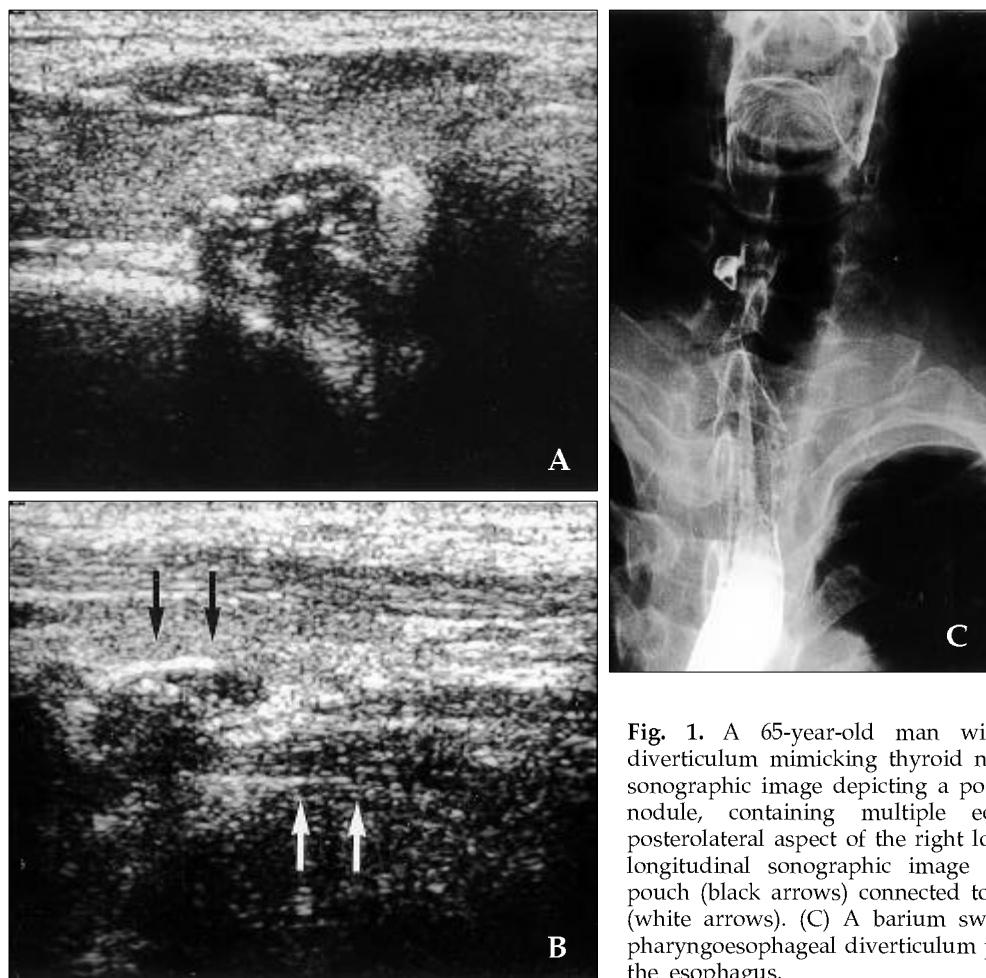 A
B
C
Fig. 1. A 65-year-old man wi
diverticulum mimicking thyroid n
sonographic image depicting a po
nodule, containing multiple e
posterolateral aspect of the right lo
longitudinal sonographic image
pouch (black arrows) connected to
(white arrows). (C) A barium sw
pharyngoesophageal diverticulum
the esophagus.